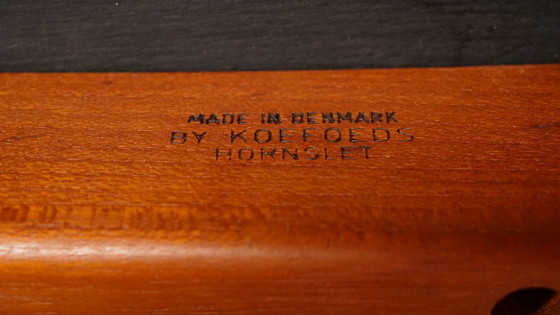 MADE IN DENMARK
BY KOEFOEDS
HORNSLET